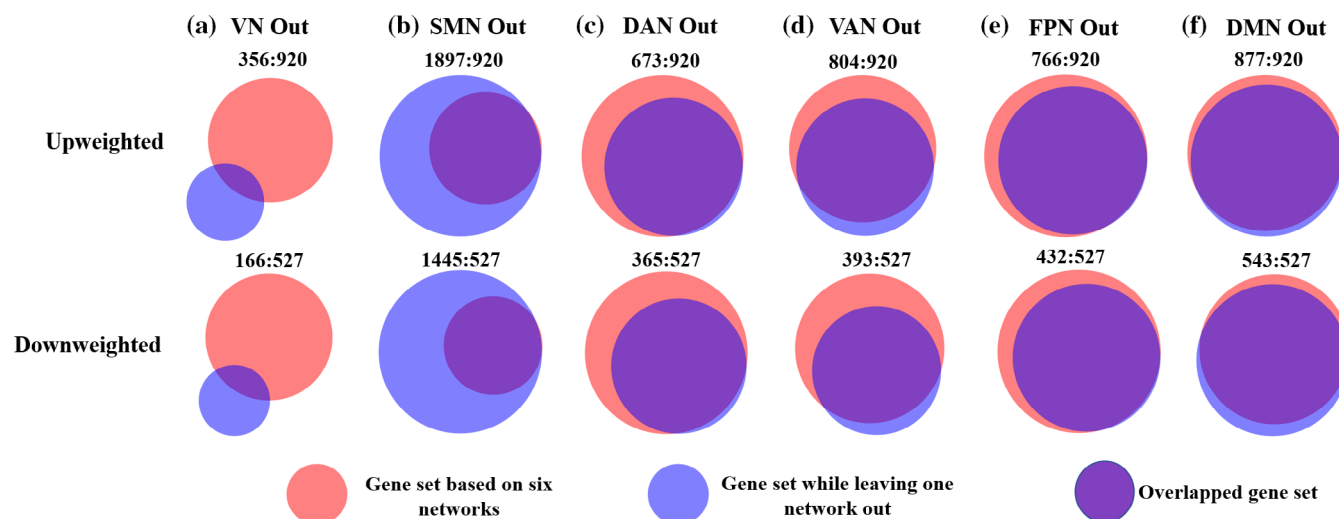 (a) VN Out (b) SMN Out (c) DAN Out (d) VAN Out (e) FPN Out (f) DMN Out
356:920 1897:920 673:920 804:920 766:920 877:920
Upweighted
166:527 1445:527 365:527 393:527 432:527 543:527
Downweighted
Gene set based on six
networks
Gene set while leaving one
network out
Overlapped gene set